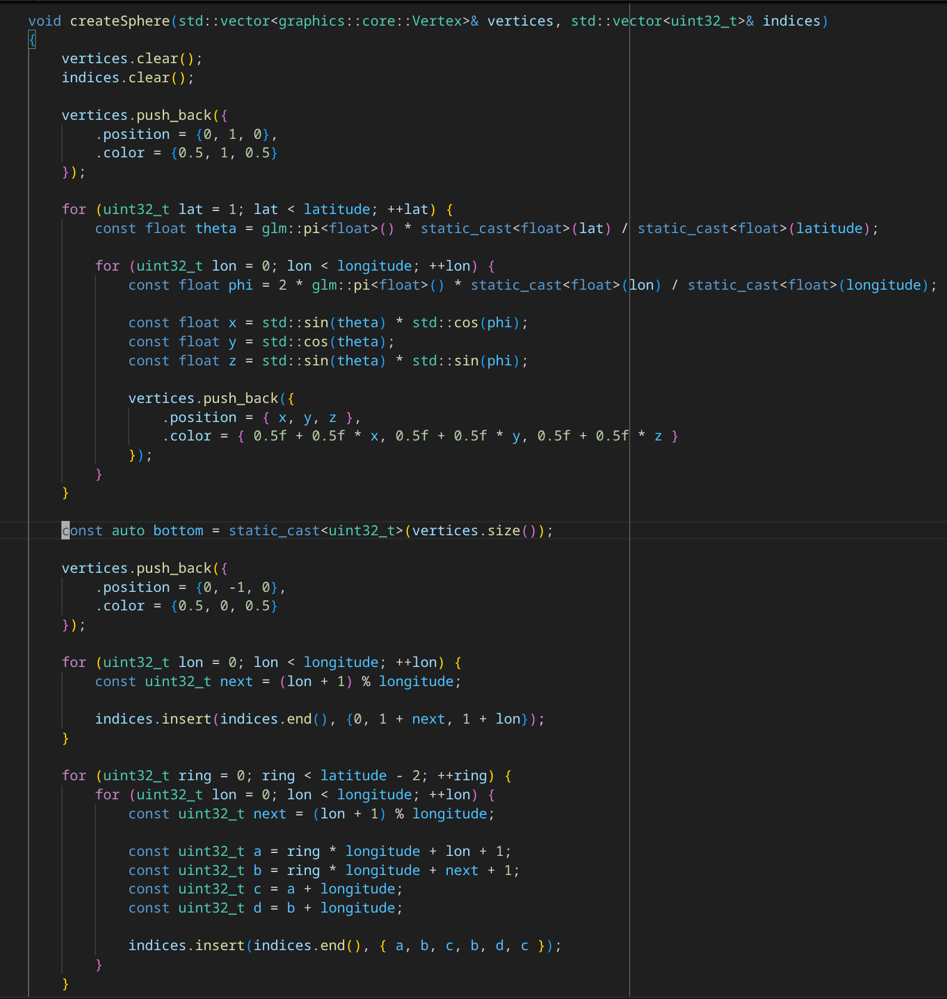 void createSphere(std::vector<graphics::core::Vertex>& vertices, std::vector<uint32_t>& indices)
{
    vertices.clear();
    indices.clear();

    vertices.push_back({
        .position = {0, 1, 0},
        .color = {0.5, 1, 0.5}
    });

    for (uint32_t lat = 1; lat < latitude; ++lat) {
        const float theta = glm::pi<float>() * static_cast<float>(lat) / static_cast<float>(latitude);

        for (uint32_t lon = 0; lon < longitude; ++lon) {
            const float phi = 2 * glm::pi<float>() * static_cast<float>(lon) / static_cast<float>(longitude);

            const float x = std::sin(theta) * std::cos(phi);
            const float y = std::cos(theta);
            const float z = std::sin(theta) * std::sin(phi);

            vertices.push_back({
                .position = { x, y, z },
                .color = { 0.5f + 0.5f * x, 0.5f + 0.5f * y, 0.5f + 0.5f * z }
            });
        }
    }

    const auto bottom = static_cast<uint32_t>(vertices.size());

    vertices.push_back({
        .position = {0, -1, 0},
        .color = {0.5, 0, 0.5}
    });

    for (uint32_t lon = 0; lon < longitude; ++lon) {
        const uint32_t next = (lon + 1) % longitude;

        indices.insert(indices.end(), {0, 1 + next, 1 + lon});
    }

    for (uint32_t ring = 0; ring < latitude - 2; ++ring) {
        for (uint32_t lon = 0; lon < longitude; ++lon) {
            const uint32_t next = (lon + 1) % longitude;

            const uint32_t a = ring * longitude + lon + 1;
            const uint32_t b = ring * longitude + next + 1;
            const uint32_t c = a + longitude;
            const uint32_t d = b + longitude;

            indices.insert(indices.end(), { a, b, c, b, d, c });
        }
    }